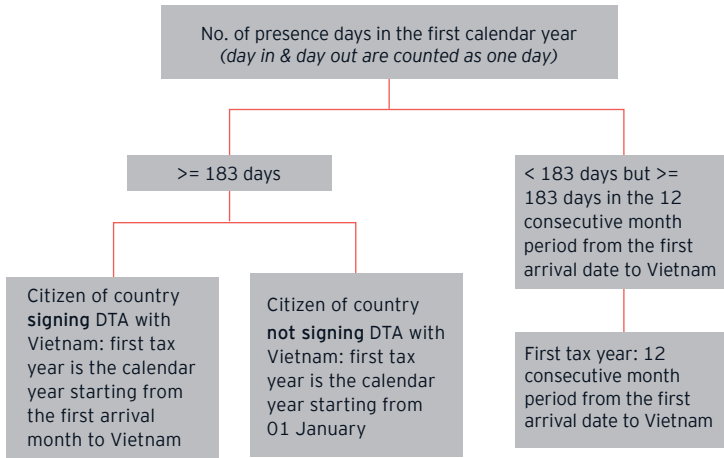 No. of presence days in the first calendar year
(day in & day out are counted as one day)
>= 183 days
< 183 days but >=
183 days in the 12
consecutive month
period from the first
arrival date to Vietnam
Citizen of country
signing DTA with
Vietnam: first tax
year is the calendar
year starting from
the first arrival
month to Vietnam
Citizen of country
not signing DTA with
Vietnam: first tax
year is the calendar
year starting from
01 January
First tax year: 12
consecutive month
period from the first
arrival date to Vietnam